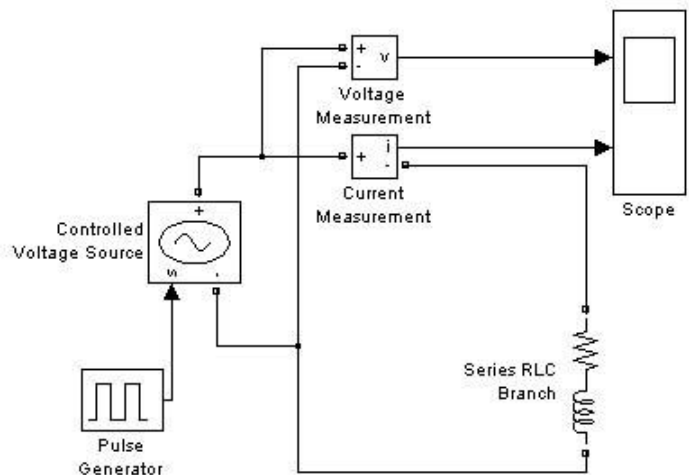 +
-
v
Voltage
Measurement
+
i
-
Current
Measurement
Scope
Controlled
Voltage Source
+
s
-
Series RLC
Branch
Pulse
Generator